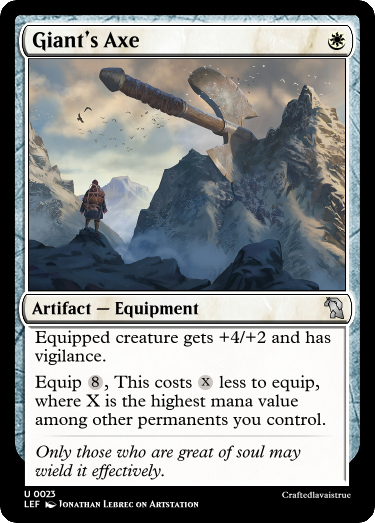 Giant's Axe
Artifact — Equipment
Equipped creature gets +4/+2 and has
vigilance.
Equip 8, This costs X less to equip,
where X is the highest mana value
among other permanents you control.
Only those who are great of soul may
wield it effectively.
U 0023
LEF Jonathan Lebrec on Artstation
Craftedlavaistrue